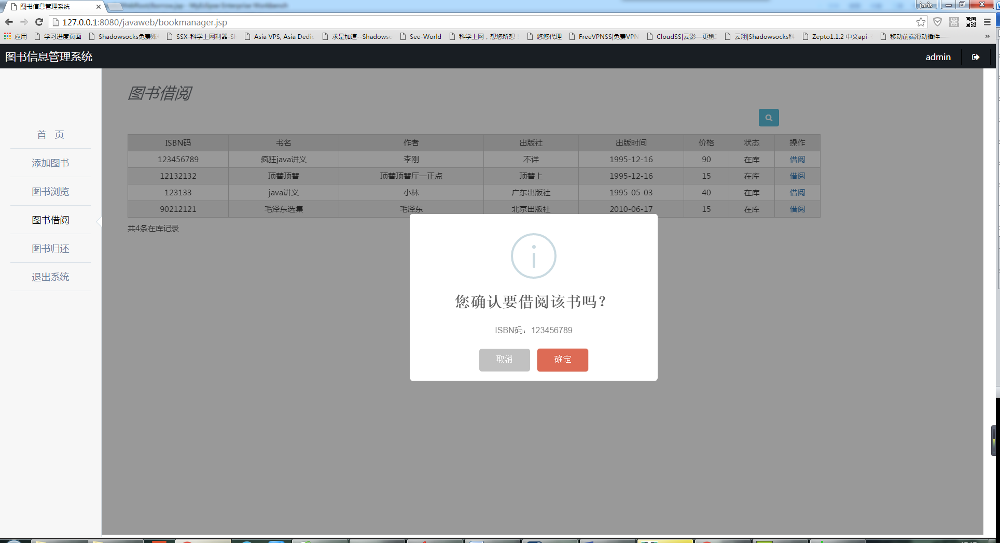 图书信息管理系统
joris
127.0.0.1:8080/javaweb/bookmanager.jsp
应用 学习进度页面 Shadowsocks免费账 SSX-科学上网利器-Sh Asia VPS, Asia Dedic 求是加速--Shadowsc See-World 科学上网，想您所想！ 悠悠代理 FreeVPNSS|免费VPN CloudSS|云影—更稳 云翔|Shadowsocks科 Zepto1.1.2 中文api- 移动前端滑动插件—— »
图书信息管理系统 admin
首 页
添加图书
图书浏览
图书借阅
图书归还
退出系统
图书借阅
ISBN码 书名 作者 出版社 出版时间 价格 状态 操作
123456789 疯狂java讲义 李刚 不详 1995-12-16 90 在库 借阅
12132132 顶替顶替 顶替顶替厅一正点 顶替上 1995-12-16 15 在库 借阅
123133 java讲义 小林 广东出版社 1995-05-03 40 在库 借阅
90212121 毛泽东选集 毛泽东 北京出版社 2010-06-17 15 在库 借阅
共4条在库记录
您确认要借阅该书吗？
ISBN码：123456789
取消 确定